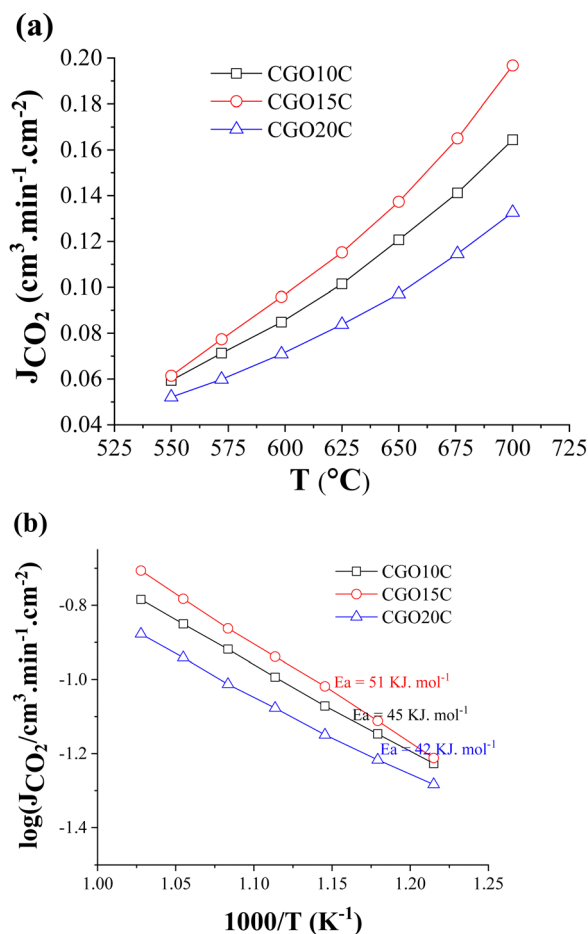 (a)
0.20
0.18
0.16
0.14
0.12
0.10
0.08
0.06
0.04
J_CO₂ (cm³.min⁻¹.cm⁻²)
CGO10C
CGO15C
CGO20C
525 550 575 600 625 650 675 700 725
T (°C)
(b)
-0.8
-1.0
-1.2
-1.4
log(J_CO₂/cm³.min⁻¹.cm⁻²)
CGO10C
CGO15C
CGO20C
Ea = 51 KJ. mol⁻¹
Ea = 45 KJ. mol⁻¹
Ea = 42 KJ. mol⁻¹
1.00 1.05 1.10 1.15 1.20 1.25
1000/T (K⁻¹)